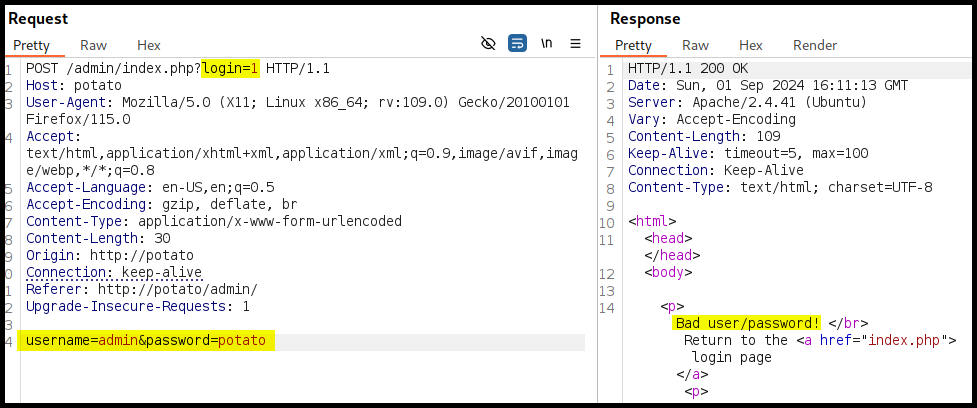 Request
Pretty Raw Hex
\n
1 POST /admin/index.php?login=1 HTTP/1.1
2 Host: potato
3 User-Agent: Mozilla/5.0 (X11; Linux x86_64; rv:109.0) Gecko/20100101
Firefox/115.0
4 Accept:
text/html,application/xhtml+xml,application/xml;q=0.9,image/avif,imag
e/webp,*/*;q=0.8
5 Accept-Language: en-US,en;q=0.5
6 Accept-Encoding: gzip, deflate, br
7 Content-Type: application/x-www-form-urlencoded
8 Content-Length: 30
9 Origin: http://potato
0 Connection: keep-alive
1 Referer: http://potato/admin/
2 Upgrade-Insecure-Requests: 1
3
4 username=admin&password=potato
Response
Pretty Raw Hex Render
1 HTTP/1.1 200 OK
2 Date: Sun, 01 Sep 2024 16:11:13 GMT
3 Server: Apache/2.4.41 (Ubuntu)
4 Vary: Accept-Encoding
5 Content-Length: 109
6 Keep-Alive: timeout=5, max=100
7 Connection: Keep-Alive
8 Content-Type: text/html; charset=UTF-8
9
10 <html>
11 <head>
</head>
12 <body>
13
14 <p>
Bad user/password! </br>
Return to the <a href="index.php">
login page
</a>
<p>